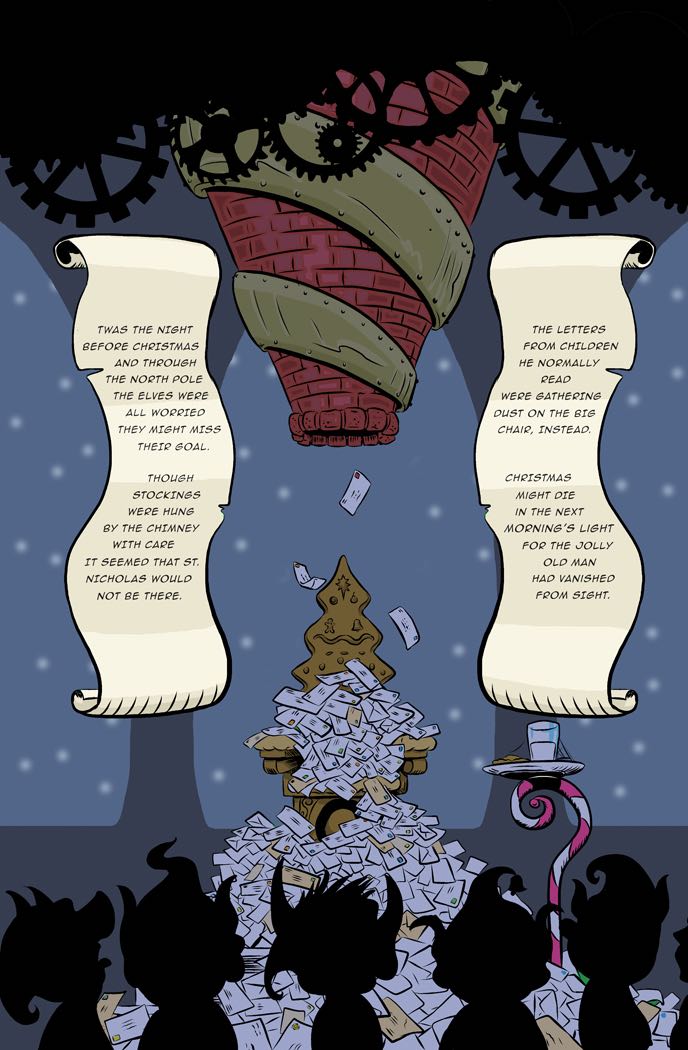 TWAS THE NIGHT
BEFORE CHRISTMAS
AND THROUGH
THE NORTH POLE
THE ELVES WERE
ALL WORRIED
THEY MIGHT MISS
THEIR GOAL.
THOUGH
STOCKINGS
WERE HUNG
BY THE CHIMNEY
WITH CARE
IT SEEMED THAT ST.
NICHOLAS WOULD
NOT BE THERE.
THE LETTERS
FROM CHILDREN
HE NORMALLY
READ
WERE GATHERING
DUST ON THE BIG
CHAIR, INSTEAD.
CHRISTMAS
MIGHT DIE
IN THE NEXT
MORNING'S LIGHT
FOR THE JOLLY
OLD MAN
HAD VANISHED
FROM SIGHT.